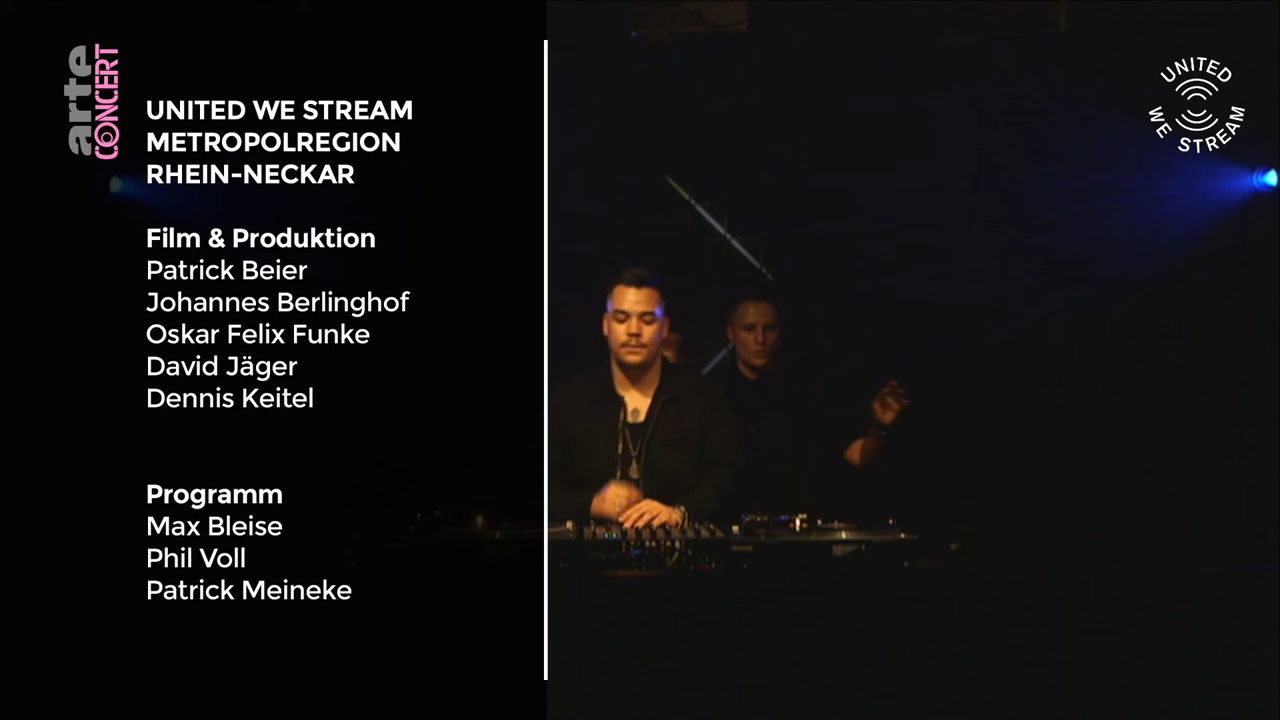 arte
CONCERT
UNITED WE STREAM
METROPOLREGION
RHEIN-NECKAR
Film & Produktion
Patrick Beier
Johannes Berlinghof
Oskar Felix Funke
David Jäger
Dennis Keitel
Programm
Max Bleise
Phil Voll
Patrick Meineke
UNITED
WE STREAM